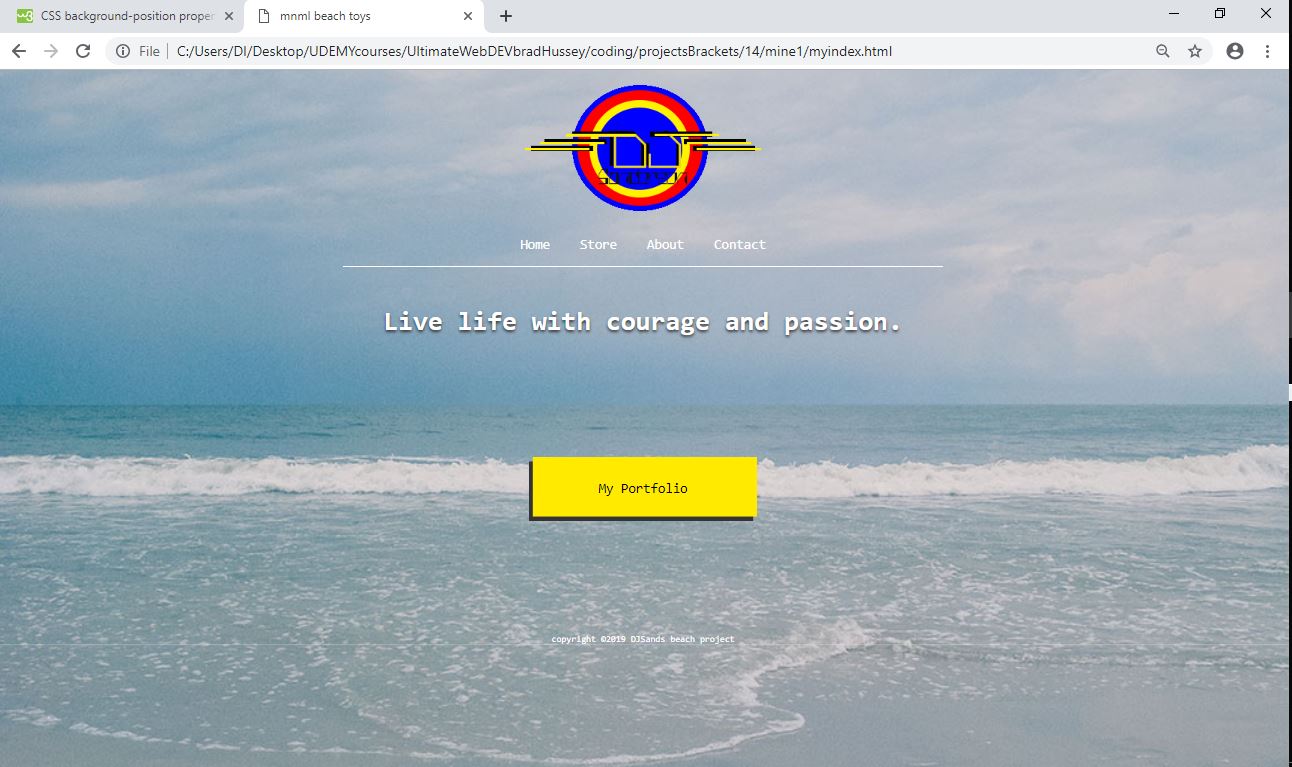 CSS background-position proper
mnml beach toys
File
C:/Users/DI/Desktop/UDEMYcourses/UltimateWebDEVbradHussey/coding/projectsBrackets/14/mine1/myindex.html
DJ
Home Store About Contact
Live life with courage and passion.
My Portfolio
copyright ©2019 DJSands beach project